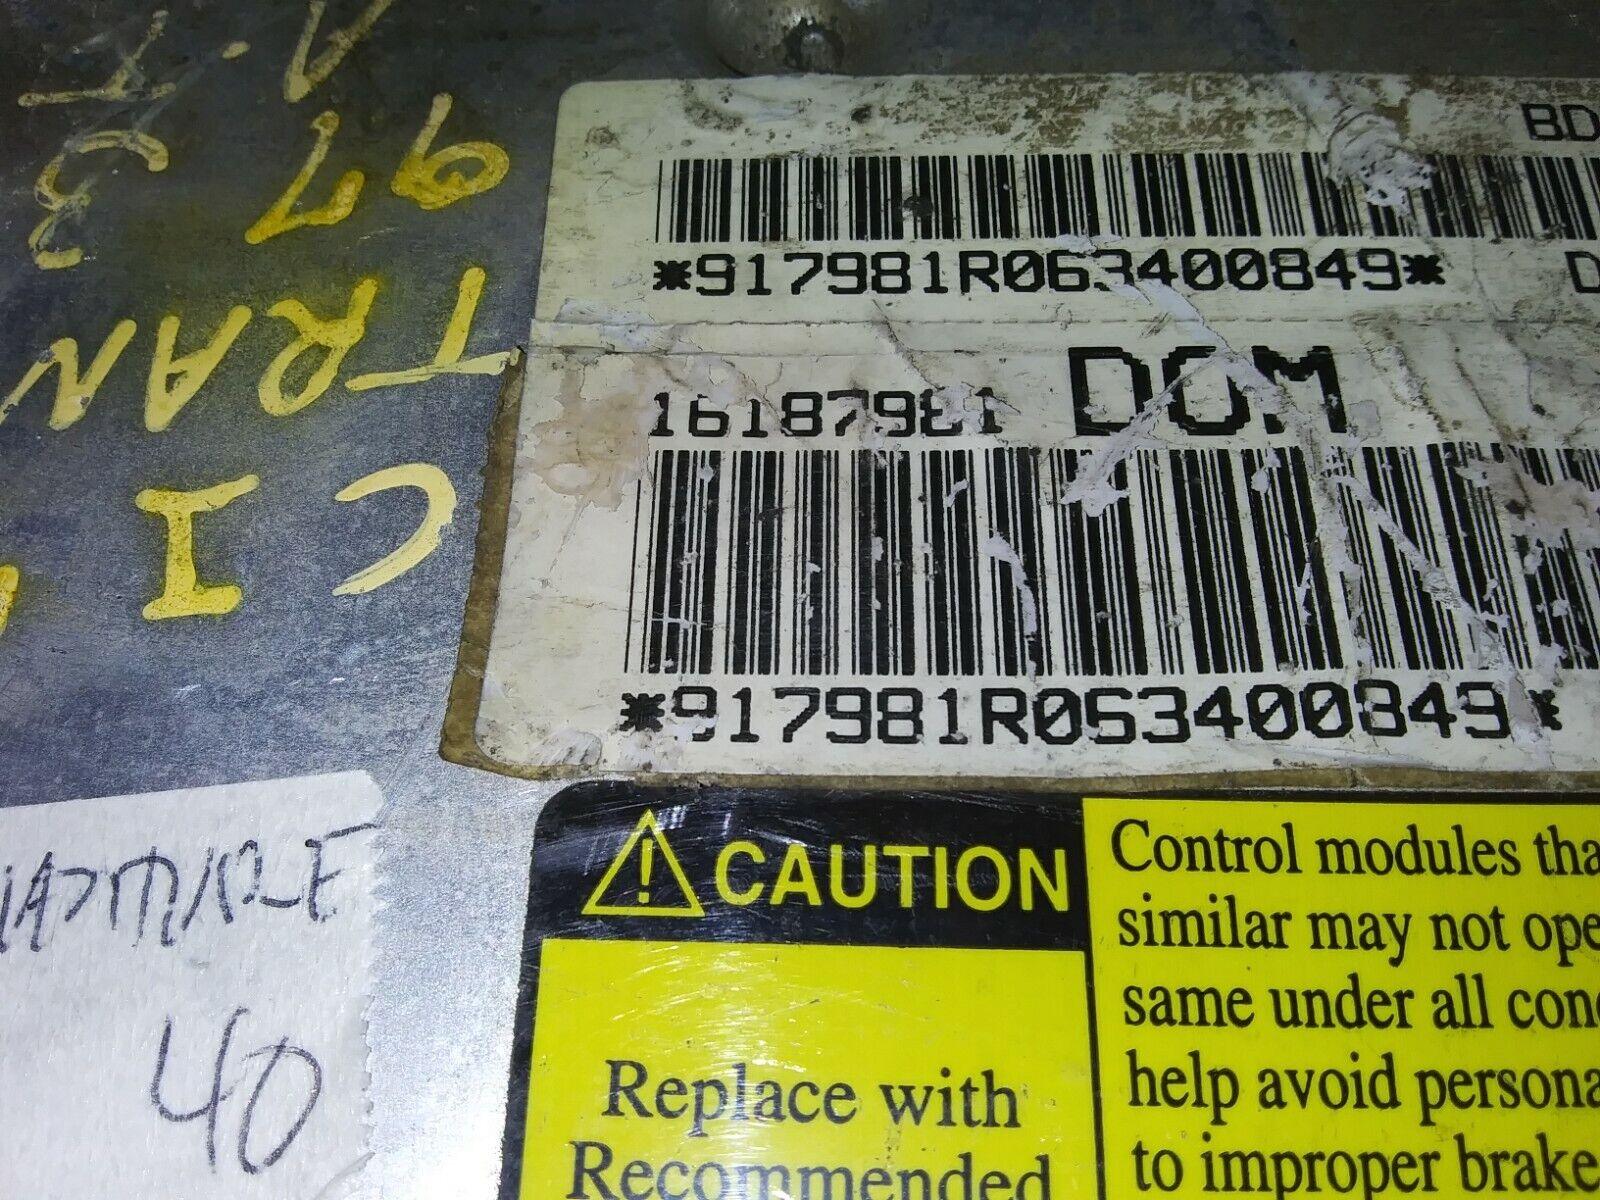 BD
*917981R063400849*
D
16187981 DOM
*917981R063400849*
CAUTION
Replace with
Recommended
Control modules tha
similar may not ope
same under all con
help avoid persona
to improper brake
C I
TRAN
97
3
40